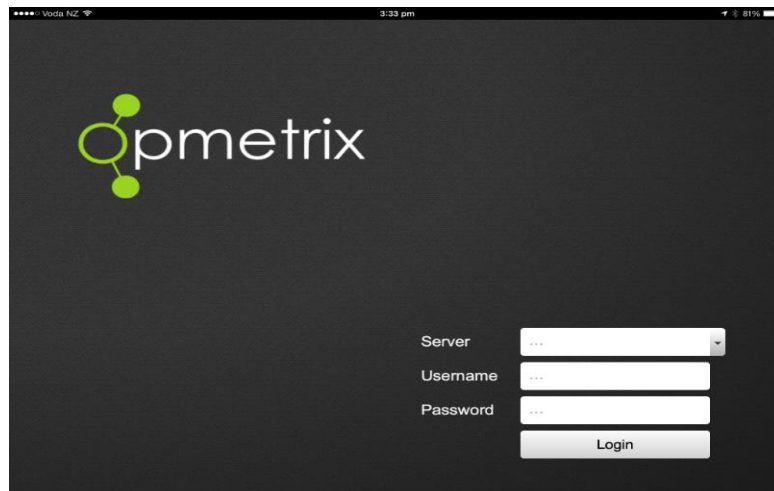 Voda NZ 3:33 pm 81%
opmetrix
Server ...
Username ...
Password ...
Login